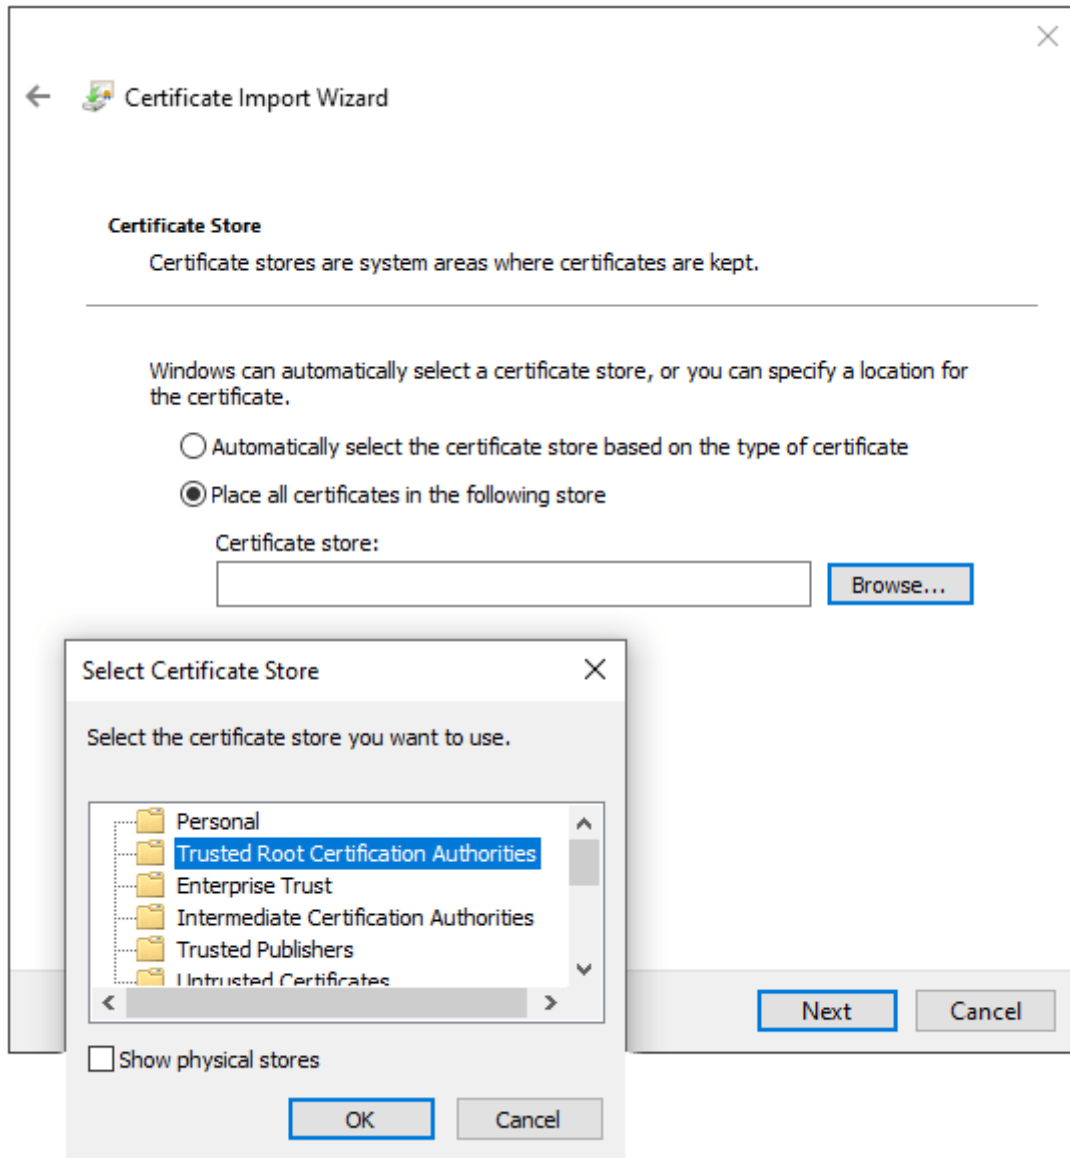 Certificate Import Wizard
Certificate Store
Certificate stores are system areas where certificates are kept.
Windows can automatically select a certificate store, or you can specify a location for
the certificate.
Automatically select the certificate store based on the type of certificate
Place all certificates in the following store
Certificate store:
Browse...
Select Certificate Store
Select the certificate store you want to use.
Personal
Trusted Root Certification Authorities
Enterprise Trust
Intermediate Certification Authorities
Trusted Publishers
Untrusted Certificates
Show physical stores
OK
Cancel
Next
Cancel